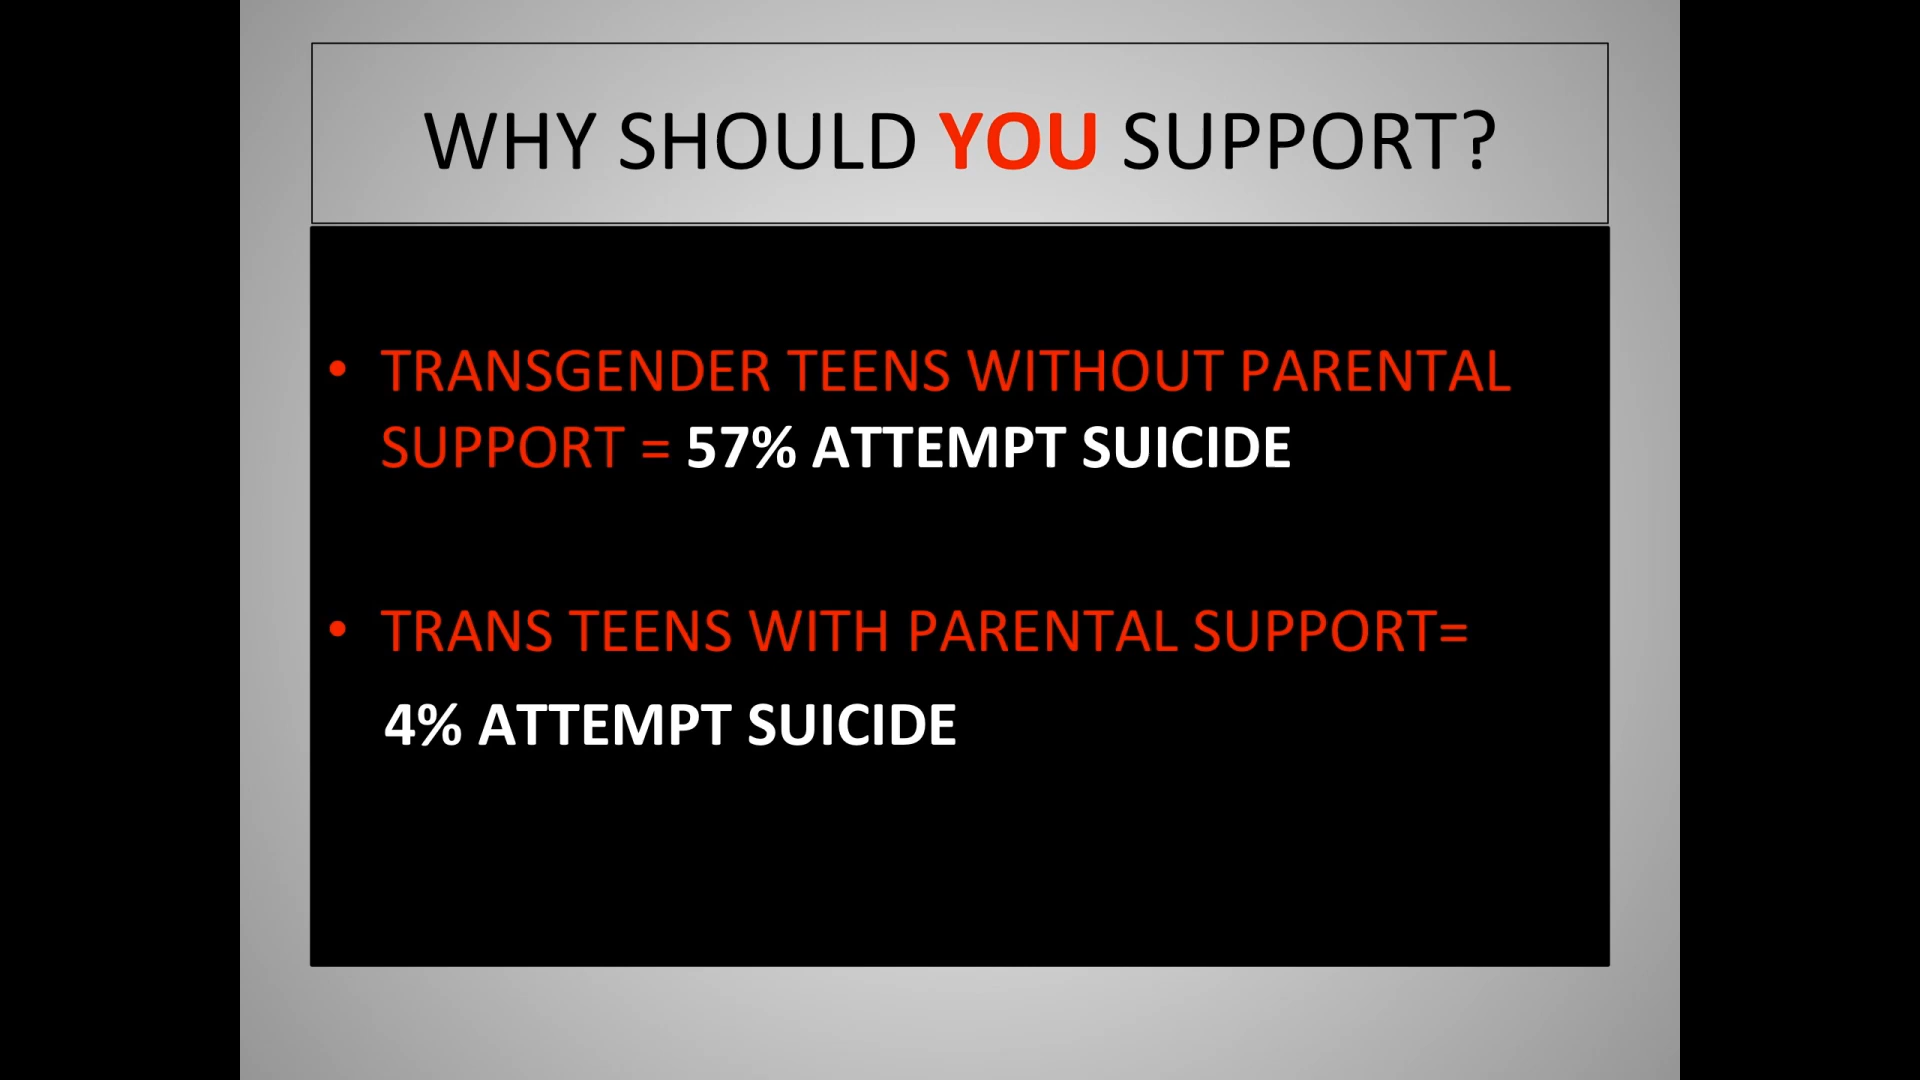 WHY SHOULD YOU SUPPORT?
• TRANSGENDER TEENS WITHOUT PARENTAL
SUPPORT = 57% ATTEMPT SUICIDE
• TRANS TEENS WITH PARENTAL SUPPORT=
4% ATTEMPT SUICIDE